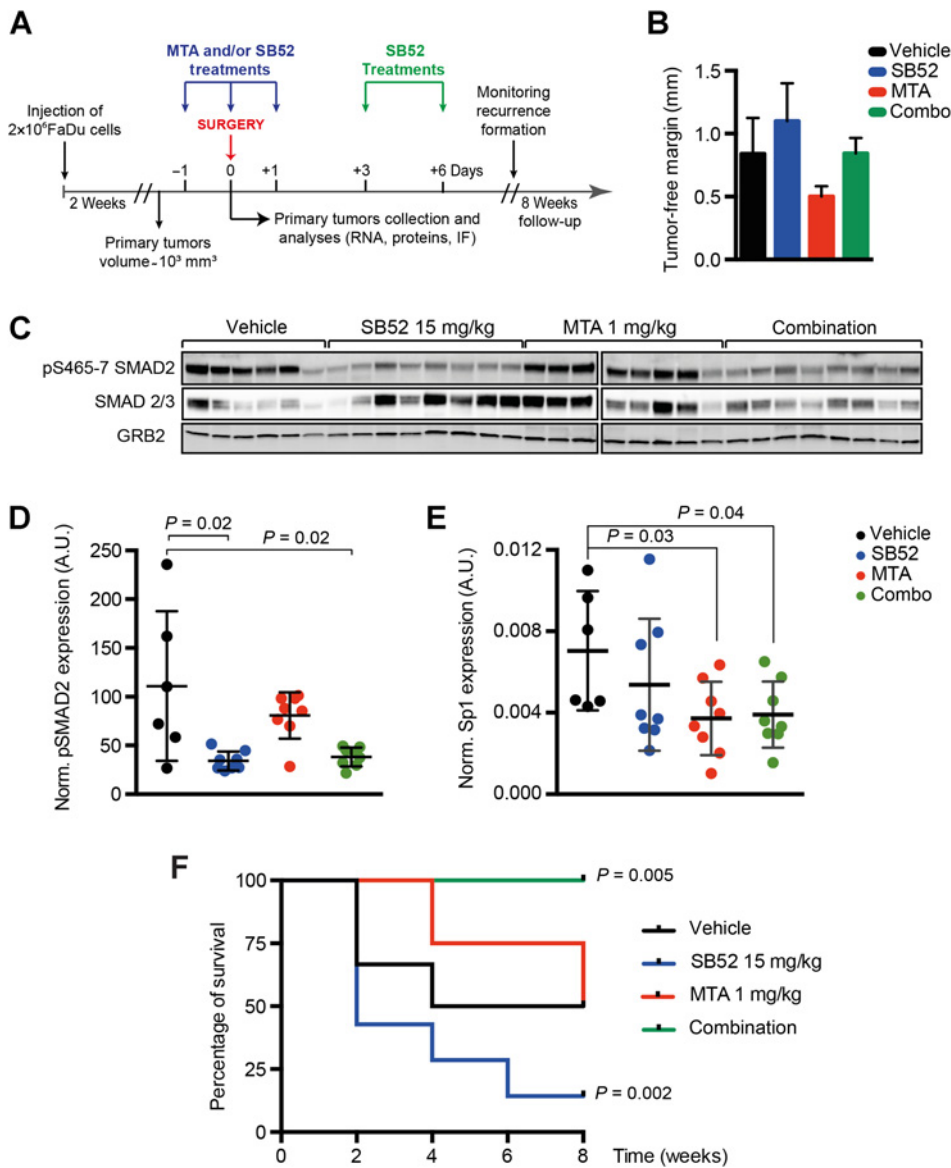 A
MTA and/or SB52
treatments
SB52
Treatments
Injection of
2×10⁶FaDu cells
SURGERY
Monitoring
recurrence
formation
−1
0
+1
+3
+6 Days
2 Weeks
8 Weeks
follow-up
Primary tumors
volume - 10³ mm³
Primary tumors collection and
analyses (RNA, proteins, IF)
B
Vehicle
SB52
MTA
Combo
Tumor-free margin (mm)
1.5
1.0
0.5
0.0
C
Vehicle
SB52 15 mg/kg
MTA 1 mg/kg
Combination
pS465-7 SMAD2
SMAD 2/3
GRB2
D
P = 0.02
P = 0.02
Norm. pSMAD2 expression (A.U.)
250
200
150
100
50
0
E
P = 0.04
P = 0.03
Norm. Sp1 expression (A.U.)
0.012
0.008
0.004
0.000
Vehicle
SB52
MTA
Combo
F
Percentage of survival
100
75
50
25
0
P = 0.005
P = 0.002
Vehicle
SB52 15 mg/kg
MTA 1 mg/kg
Combination
0
2
4
6
8
Time (weeks)